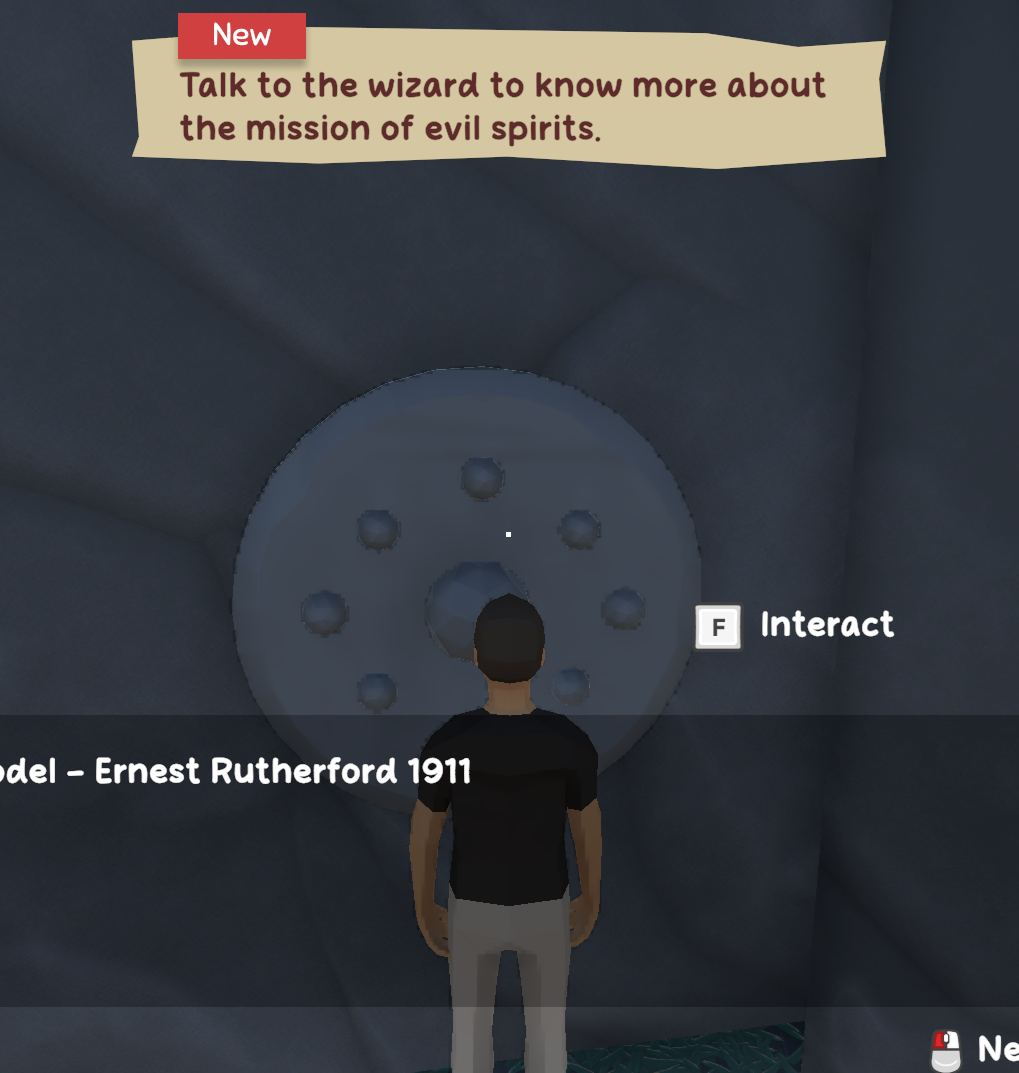 New
Talk to the wizard to know more about
the mission of evil spirits.
F Interact
odel – Ernest Rutherford 1911
Ne